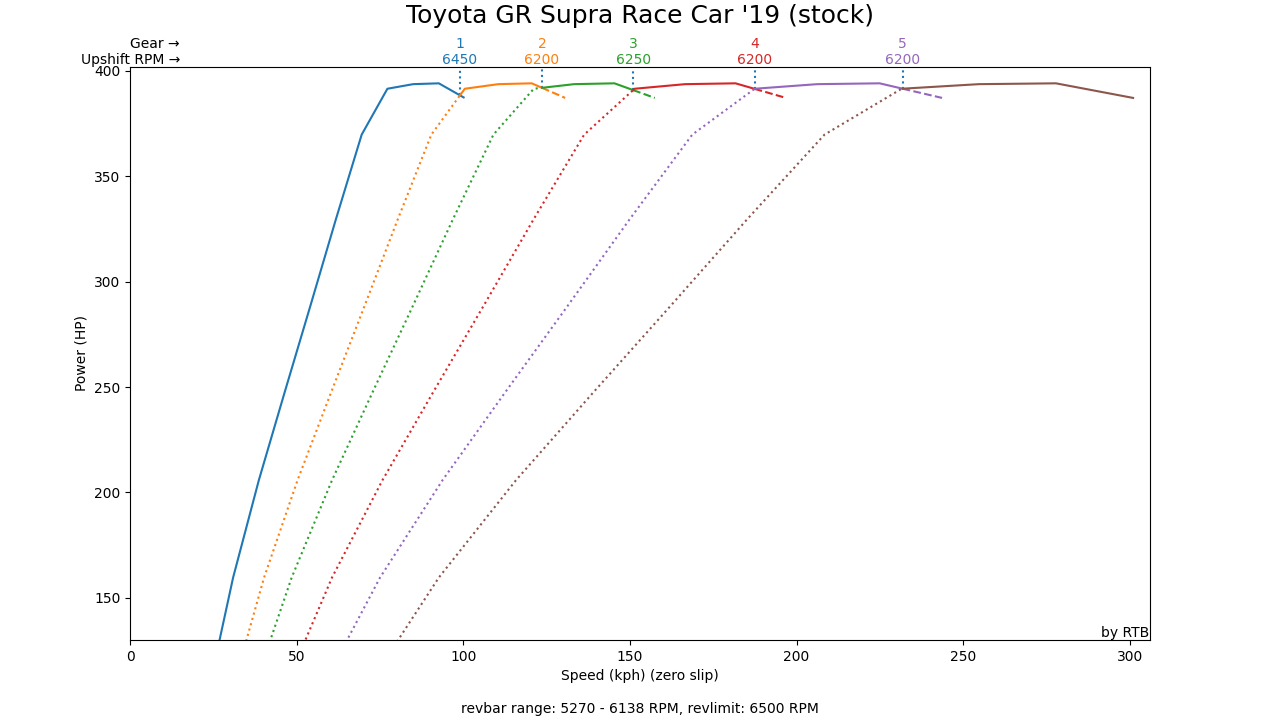 Toyota GR Supra Race Car '19 (stock)
Gear → 1 2 3 4 5
Upshift RPM → 6450 6200 6250 6200 6200
400
350
300
250
200
150
Power (HP)
by RTB
0 50 100 150 200 250 300
Speed (kph) (zero slip)
revbar range: 5270 - 6138 RPM, revlimit: 6500 RPM